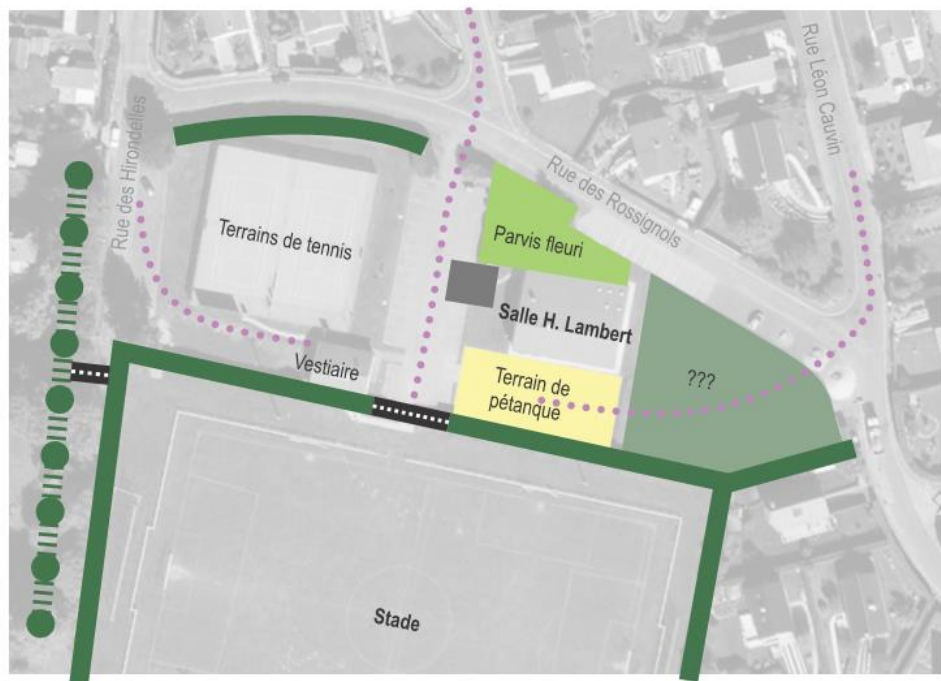 Rue des Hirondelles
Rue Léon Cauvin
Rue des Rossignols
Terrains de tennis
Parvis fleuri
Salle H. Lambert
Vestiaire
Terrain de
pétanque
???
Stade